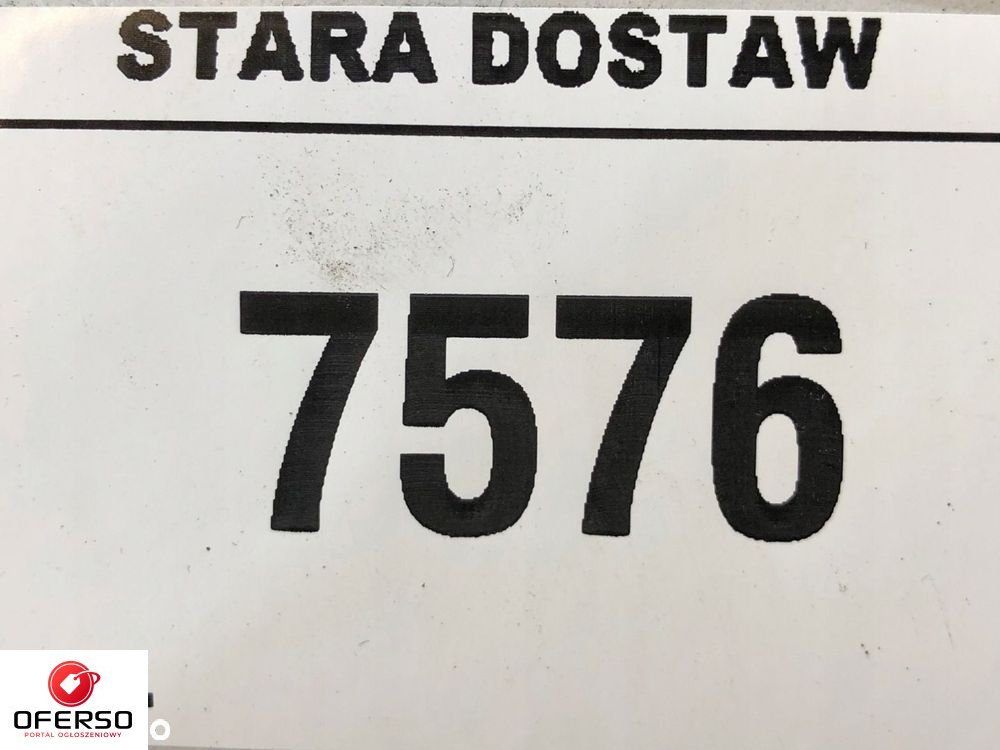 STARA DOSTAW
7576
OFERSO
PORTAL OGŁOSZENIOWY